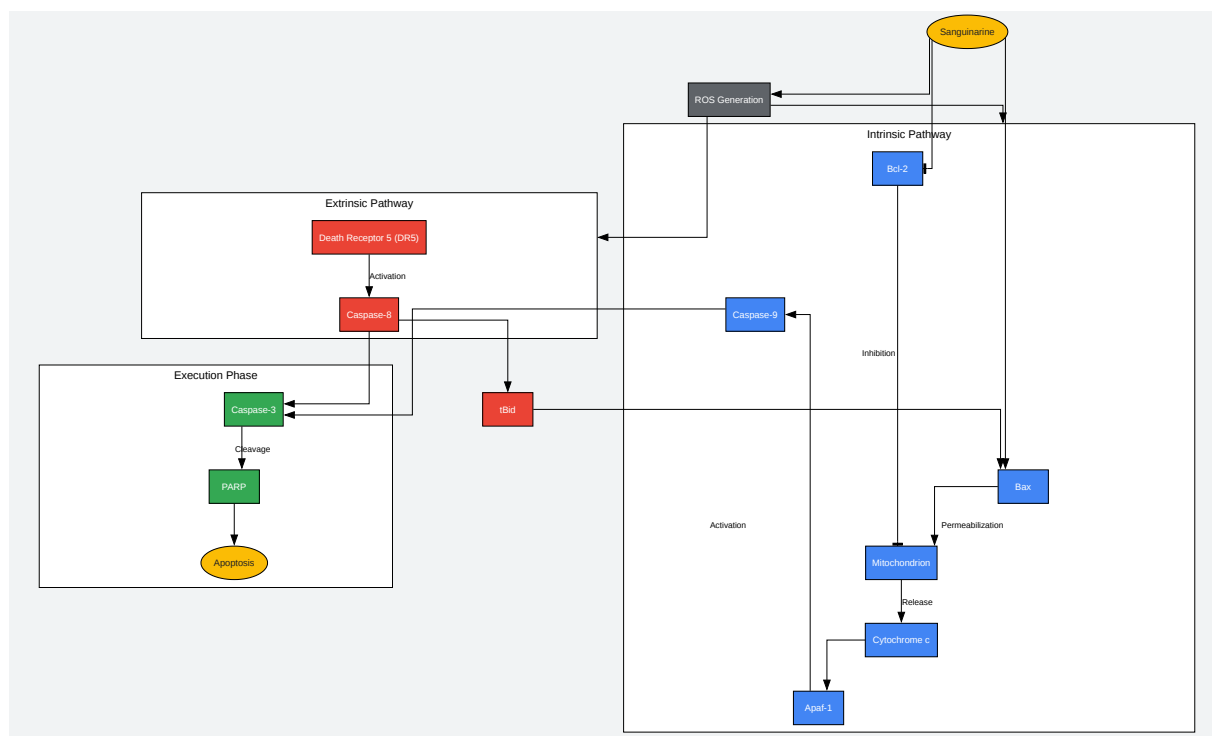 Sanguinarine
ROS Generation
Intrinsic Pathway
Bcl-2
Extrinsic Pathway
Death Receptor 5 (DR5)
Activation
Caspase-8
Caspase-9
Inhibition
Execution Phase
Caspase-3
tBid
Cleavage
PARP
Bax
Activation
Permeabilization
Apoptosis
Mitochondrion
Release
Cytochrome c
Apaf-1